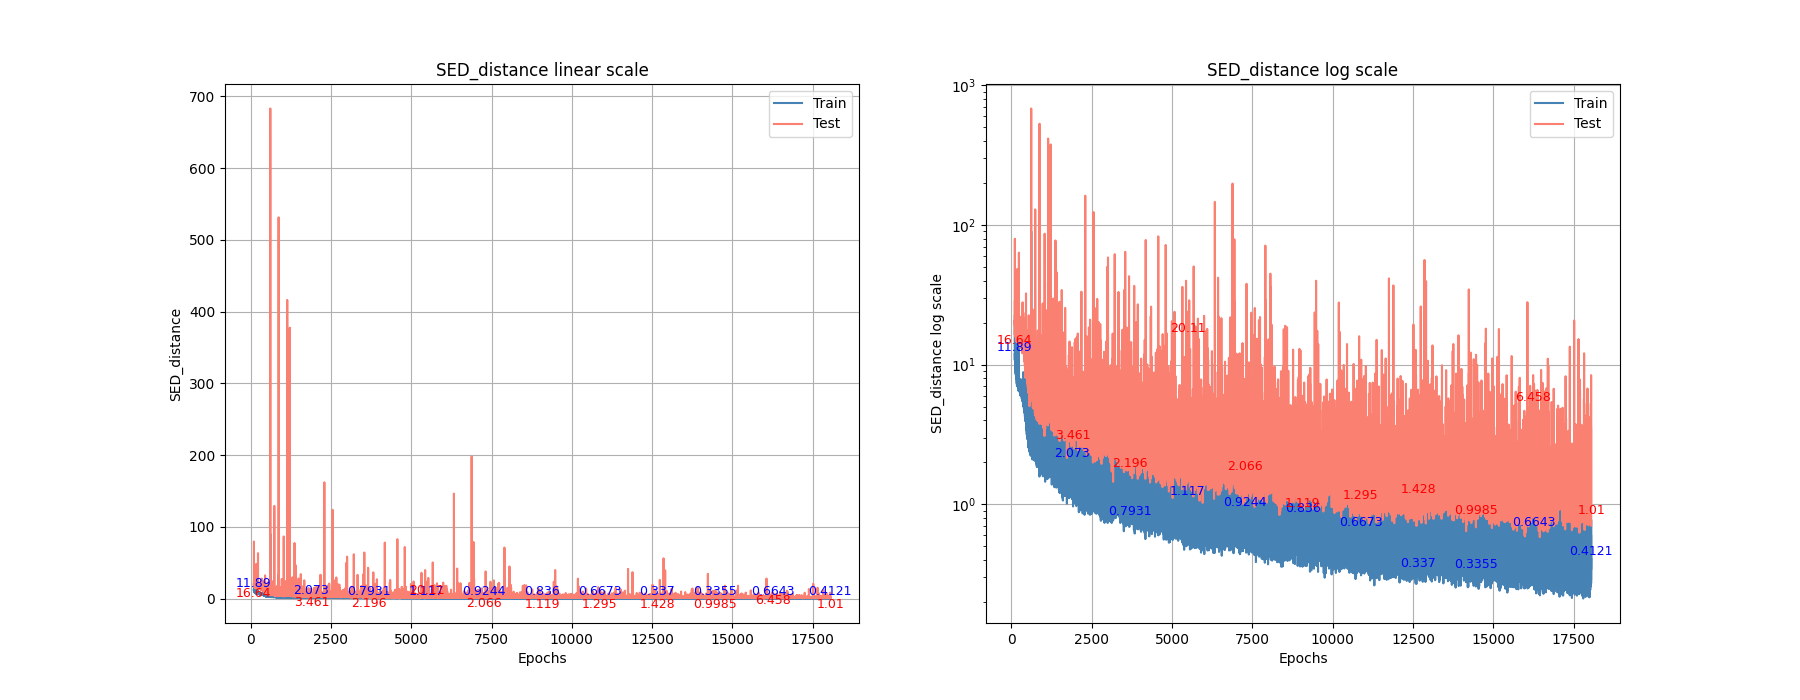 SED_distance linear scale
SED_distance
700
600
500
400
300
200
100
0
Train
Test
11.89 2.073 0.7931 1.117 0.9244 0.836 0.6673 0.337 0.3355 0.6643 0.4121
16.64 3.461 2.196 2.066 1.119 1.295 1.428 0.9985 6.458 1.01
0 2500 5000 7500 10000 12500 15000 17500
Epochs
SED_distance log scale
SED_distance log scale
10³
10²
10¹
10⁰
Train
Test
16.64 3.461 2.196 20.11 2.066 1.119 1.295 1.428 0.9985 6.458 1.01
11.89 2.073 0.7931 1.117 0.9244 0.836 0.6673 0.337 0.3355 0.6643 0.4121
0 2500 5000 7500 10000 12500 15000 17500
Epochs